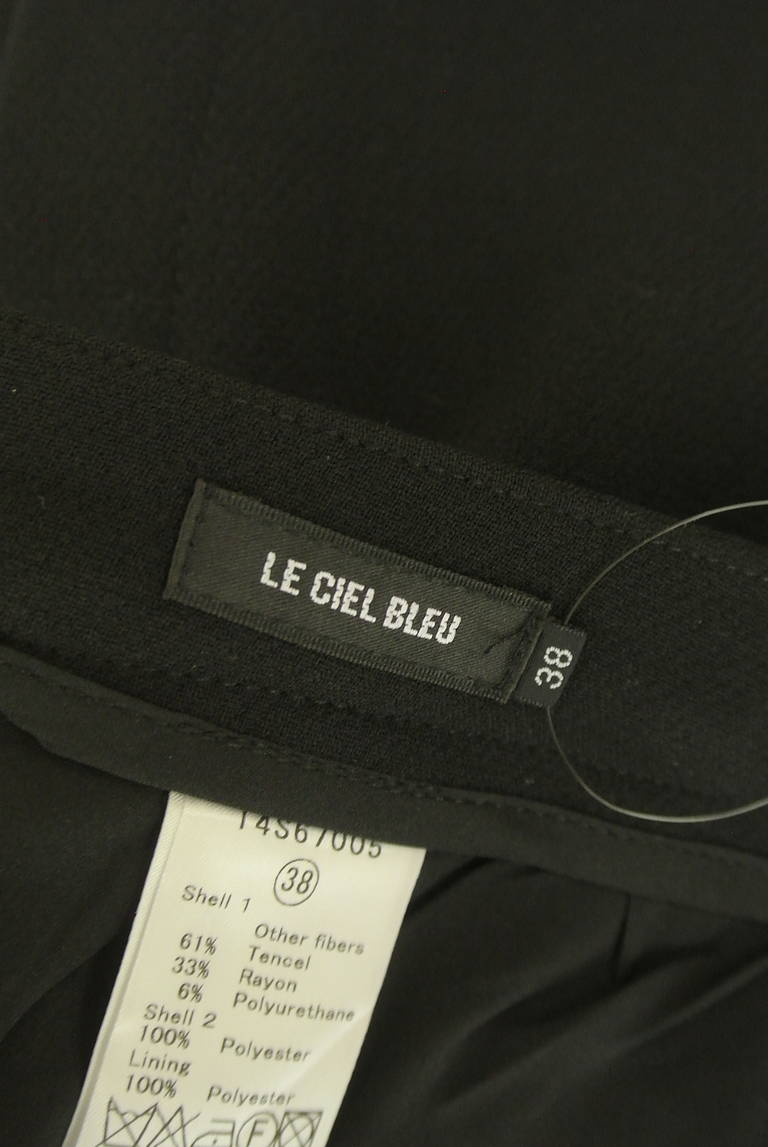 LE CIEL BLEU
38
14S67005
38
Shell 1
Other fibers
61% Tencel
33% Rayon
6% Polyurethane
Shell 2
100% Polyester
Lining
100% Polyester
F